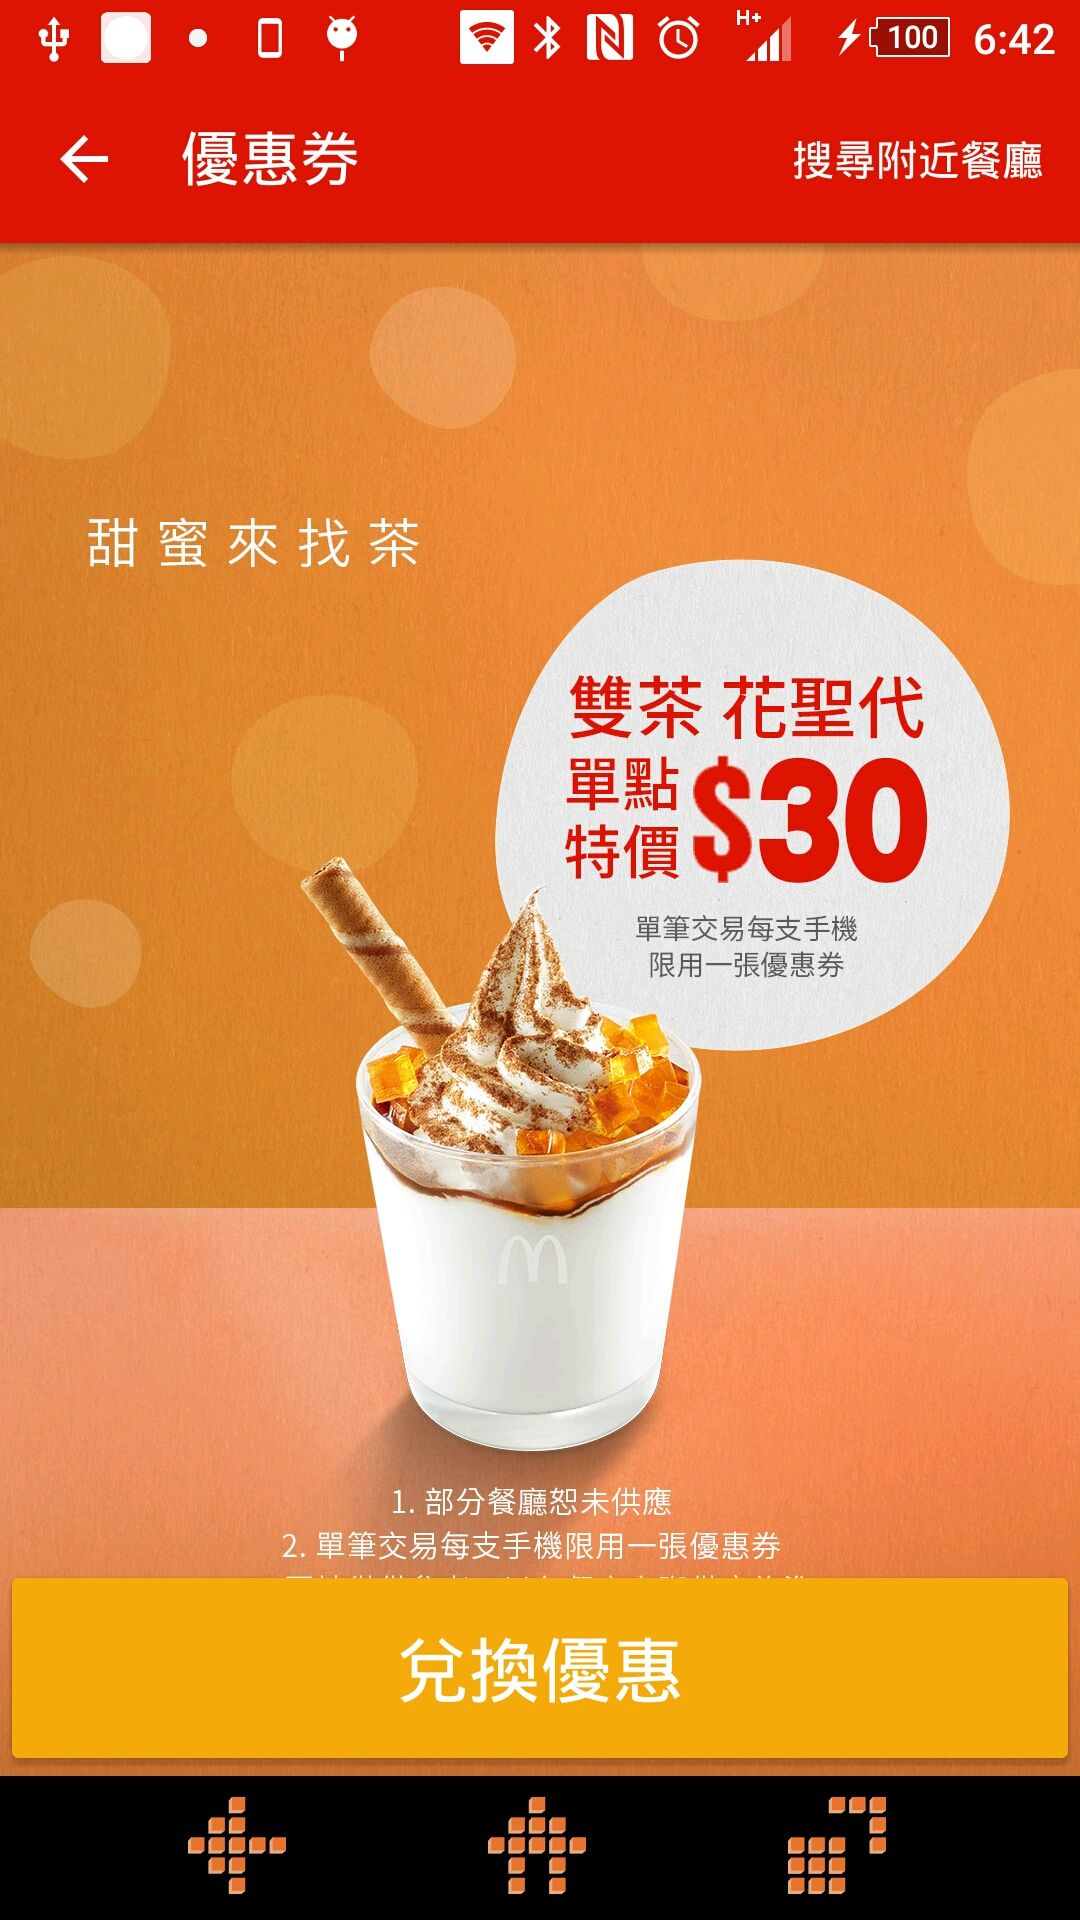 H+
100 6:42
優惠券
搜尋附近餐廳
甜蜜來找茶
雙茶 花聖代
單點
特價 $30
單筆交易每支手機
限用一張優惠券
1. 部分餐廳恕未供應
2. 單筆交易每支手機限用一張優惠券
兌換優惠